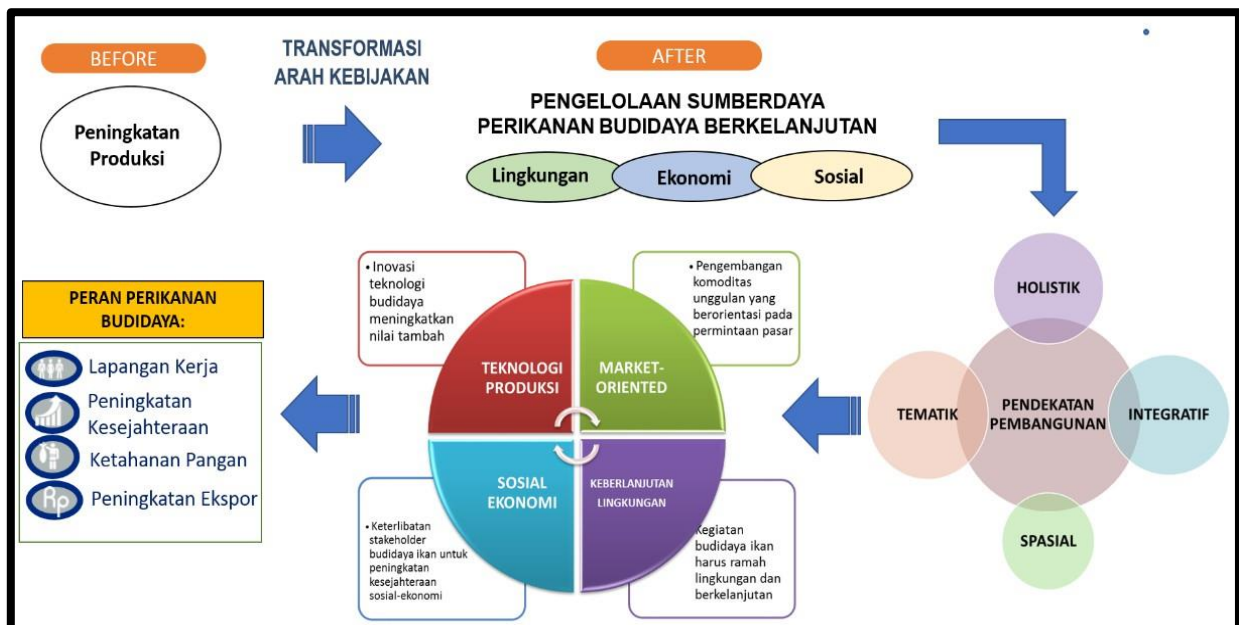 BEFORE
Peningkatan
Produksi
TRANSFORMASI
ARAH KEBIJAKAN
AFTER
PENGELOLAAN SUMBERDAYA
PERIKANAN BUDIDAYA BERKELANJUTAN
Lingkungan
Ekonomi
Sosial
HOLISTIK
TEMATIK
PENDEKATAN
PEMBANGUNAN
INTEGRATIF
SPASIAL
• Inovasi
teknologi
budidaya
meningkatkan
nilai tambah
• Pengembangan
komoditas
unggulan yang
berorientasi pada
permintaan pasar
TEKNOLOGI
PRODUKSI
MARKET-
ORIENTED
SOSIAL
EKONOMI
KEBERLANJUTAN
LINGKUNGAN
• Keterlibatan
stakeholder
budidaya ikan untuk
peningkatan
kesejahteraan
sosial-ekonomi
Kegiatan
budidaya ikan
harus ramah
lingkungan dan
berkelanjutan
PERAN PERIKANAN
BUDIDAYA:
Lapangan Kerja
Peningkatan
Kesejahteraan
Ketahanan Pangan
Rp
Peningkatan Ekspor